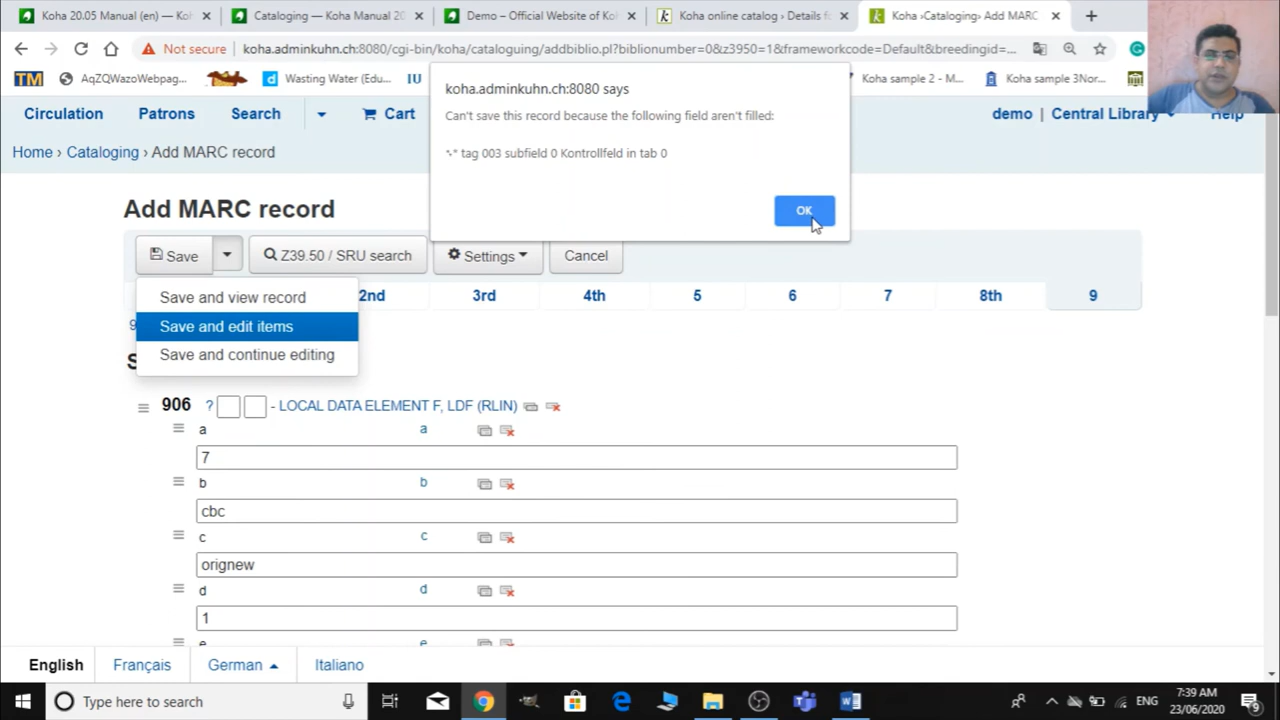 Koha 20.05 Manual (en) — Koh
Cataloging — Koha Manual 20
Demo – Official Website of Ko
Koha online catalog › Details fo
Koha ›Cataloging› Add MARC
Not secure
koha.adminkuhn.ch:8080/cgi-bin/koha/cataloguing/addbiblio.pl?biblionumber=0&z3950=1&frameworkcode=Default&breedingid=...
TM
AqZQWazoWebpag...
Wasting Water (Edu...
IU
Koha sample 2 - M...
Koha sample 3Nor...
koha.adminkuhn.ch:8080 says
Can't save this record because the following field aren't filled:
tag 003 subfield 0 Kontrollfeld in tab 0
OK
Circulation
Patrons
Search
Cart
demo | Central Library
Help
Home › Cataloging › Add MARC record
Add MARC record
Save
Z39.50 / SRU search
Settings
Cancel
Save and view record
Save and edit items
Save and continue editing
2nd
3rd
4th
5
6
7
8th
9
906 ? - LOCAL DATA ELEMENT F, LDF (RLIN)
a a
7
b b
cbc
c c
orignew
d d
1
e e
English
Français
German
Italiano
Type here to search
ENG
7:39 AM
23/06/2020
9